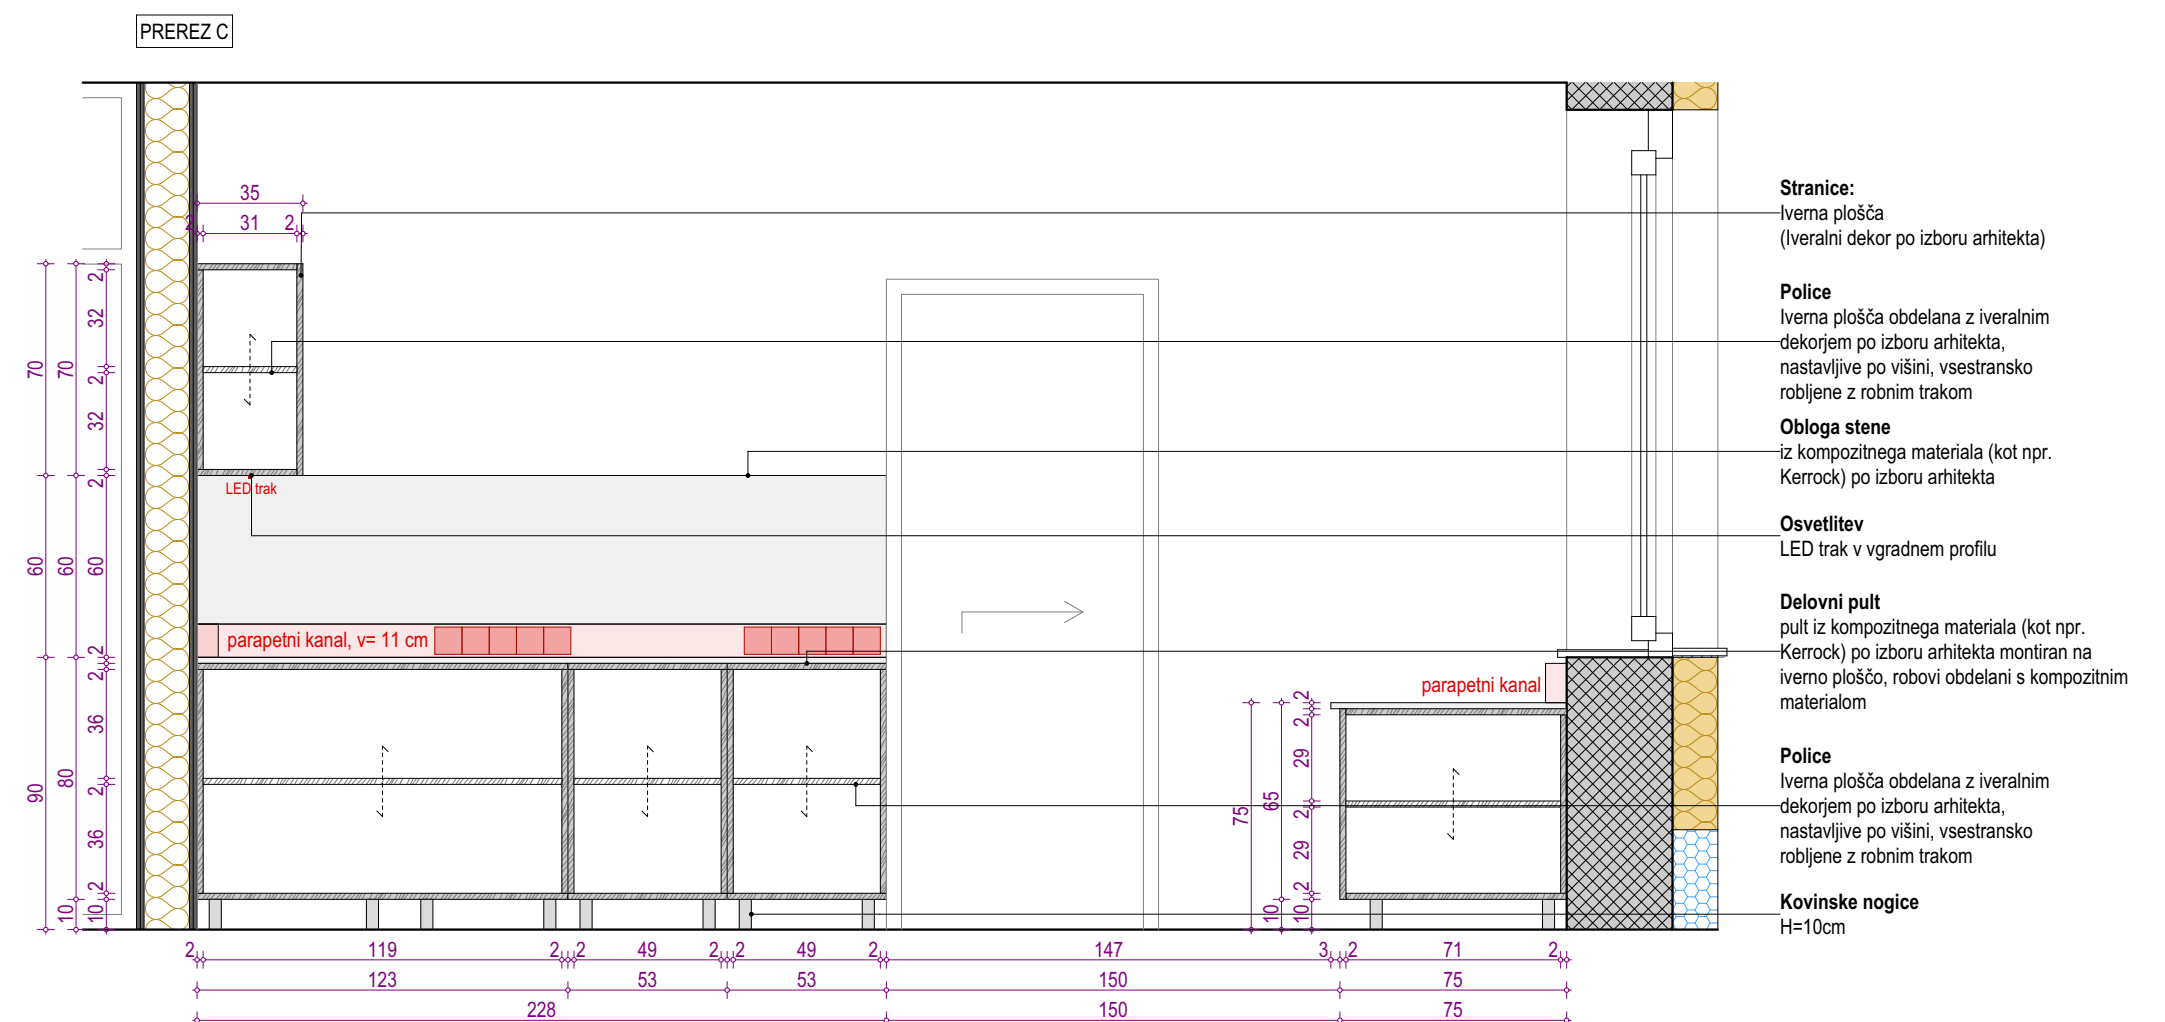 PREREZ C
35
2 31 2
Stranice:
Iverna plošča
(Iveralni dekor po izboru arhitekta)
Police
Iverna plošča obdelana z iveralnim
dekorjem po izboru arhitekta,
nastavljive po višini, vsestransko
robljene z robnim trakom
Obloga stene
iz kompozitnega materiala (kot npr.
Kerrock) po izboru arhitekta
Osvetlitev
LED trak v vgradnem profilu
Delovni pult
pult iz kompozitnega materiala (kot npr.
Kerrock) po izboru arhitekta montiran na
iverno ploščo, robovi obdelani s kompozitnim
materialom
Police
Iverna plošča obdelana z iveralnim
dekorjem po izboru arhitekta,
nastavljive po višini, vsestransko
robljene z robnim trakom
Kovinske nogice
H=10cm
LED trak
parapetni kanal, v= 11 cm
parapetni kanal
70
60
90
70
60
80
10
2
32
2
32
2
60
2
2
36
2
36
2
10
75
65
10
2
2
29
2
29
2
10
2 119 2 2 49 2 2 49 2 147 3 2 71 2
123 53 53 150 75
228 150 75